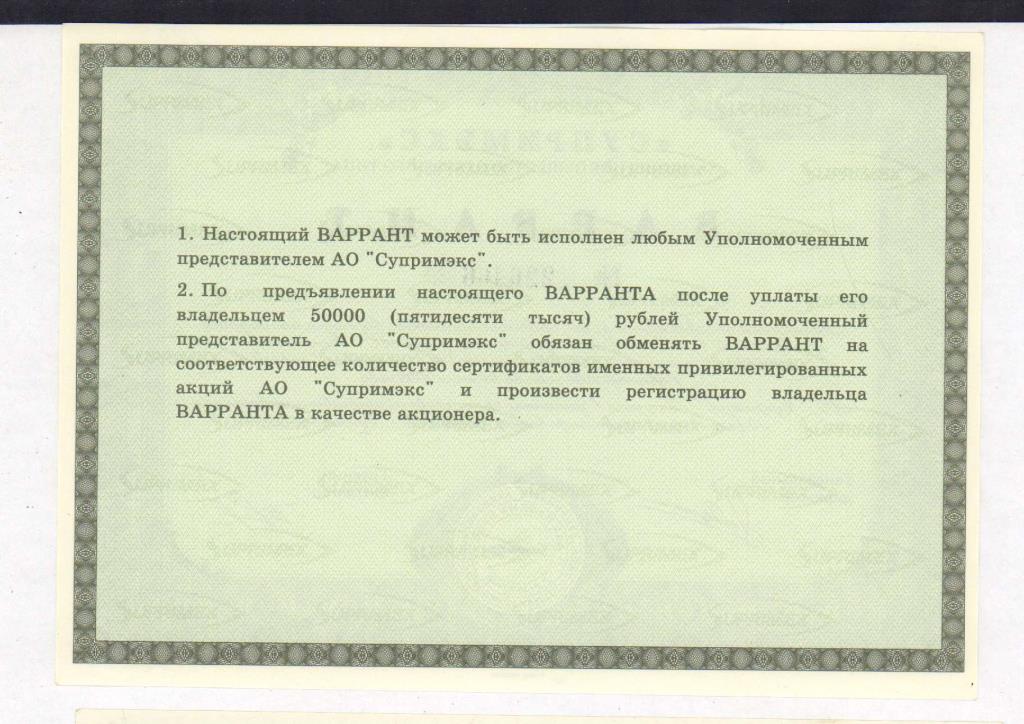 1. Настоящий ВАРРАНТ может быть исполнен любым Уполномоченным
представителем АО "Супримэкс".
2. По предъявлении настоящего ВАРРАНТА после уплаты его
владельцем 50000 (пятидесяти тысяч) рублей Уполномоченный
представитель АО "Супримэкс" обязан обменять ВАРРАНТ на
соответствующее количество сертификатов именных привилегированных
акций АО "Супримэкс" и произвести регистрацию владельца
ВАРРАНТА в качестве акционера.